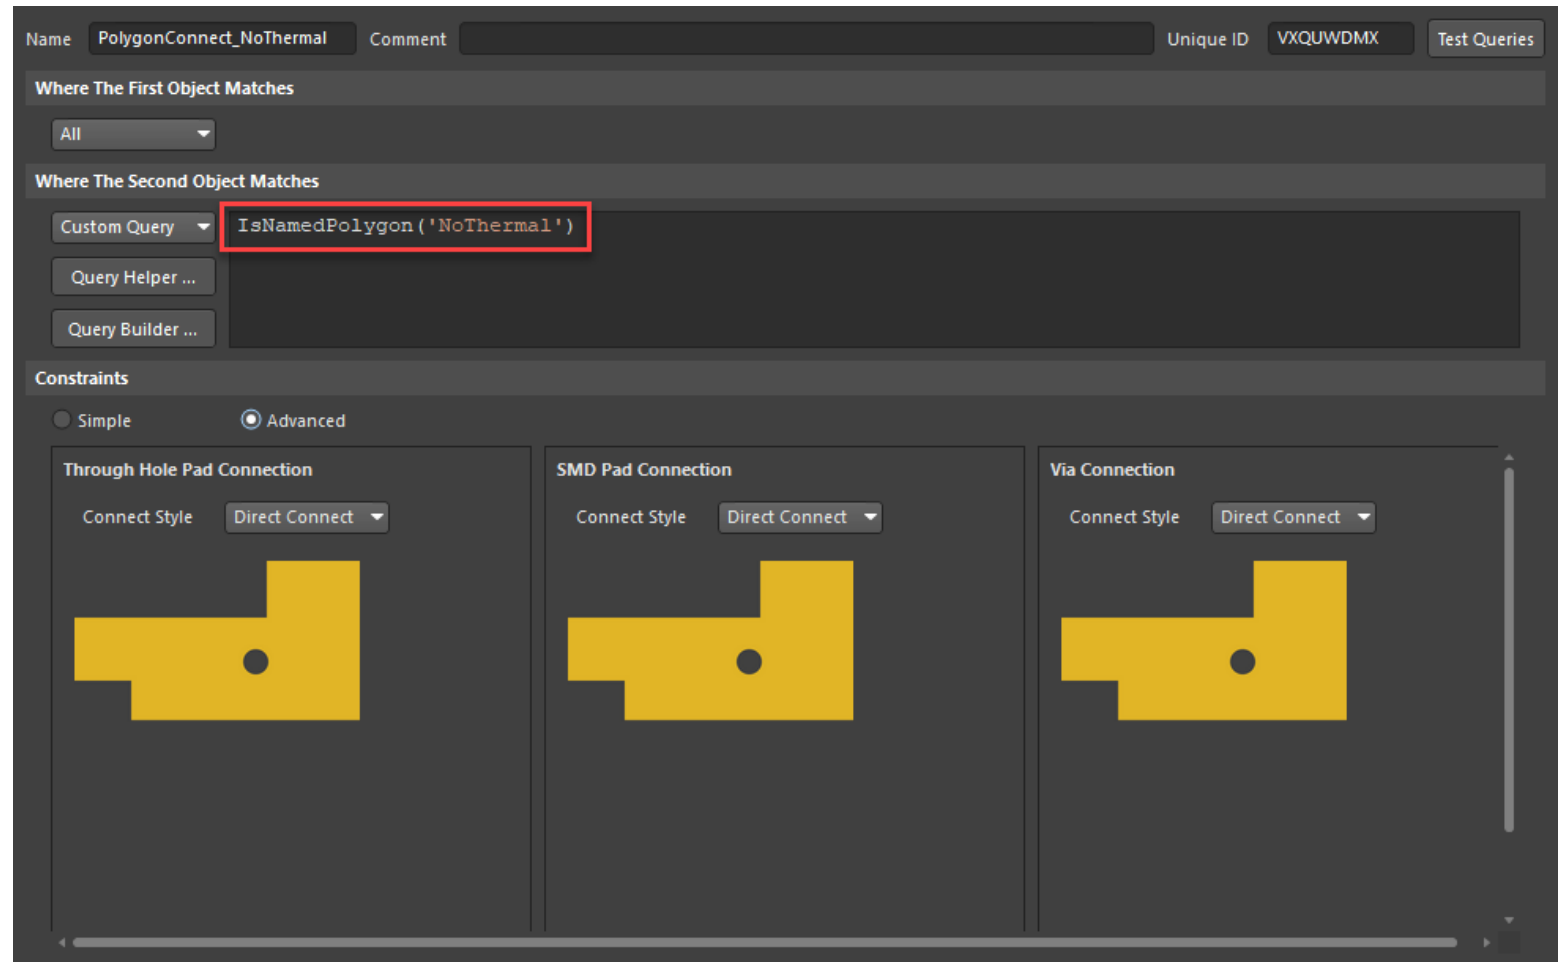 Name PolygonConnect_NoThermal Comment Unique ID VXQUWDMX Test Queries
Where The First Object Matches
All
Where The Second Object Matches
Custom Query IsNamedPolygon('NoThermal')
Query Helper ...
Query Builder ...
Constraints
Simple Advanced
Through Hole Pad Connection SMD Pad Connection Via Connection
Connect Style Direct Connect Connect Style Direct Connect Connect Style Direct Connect